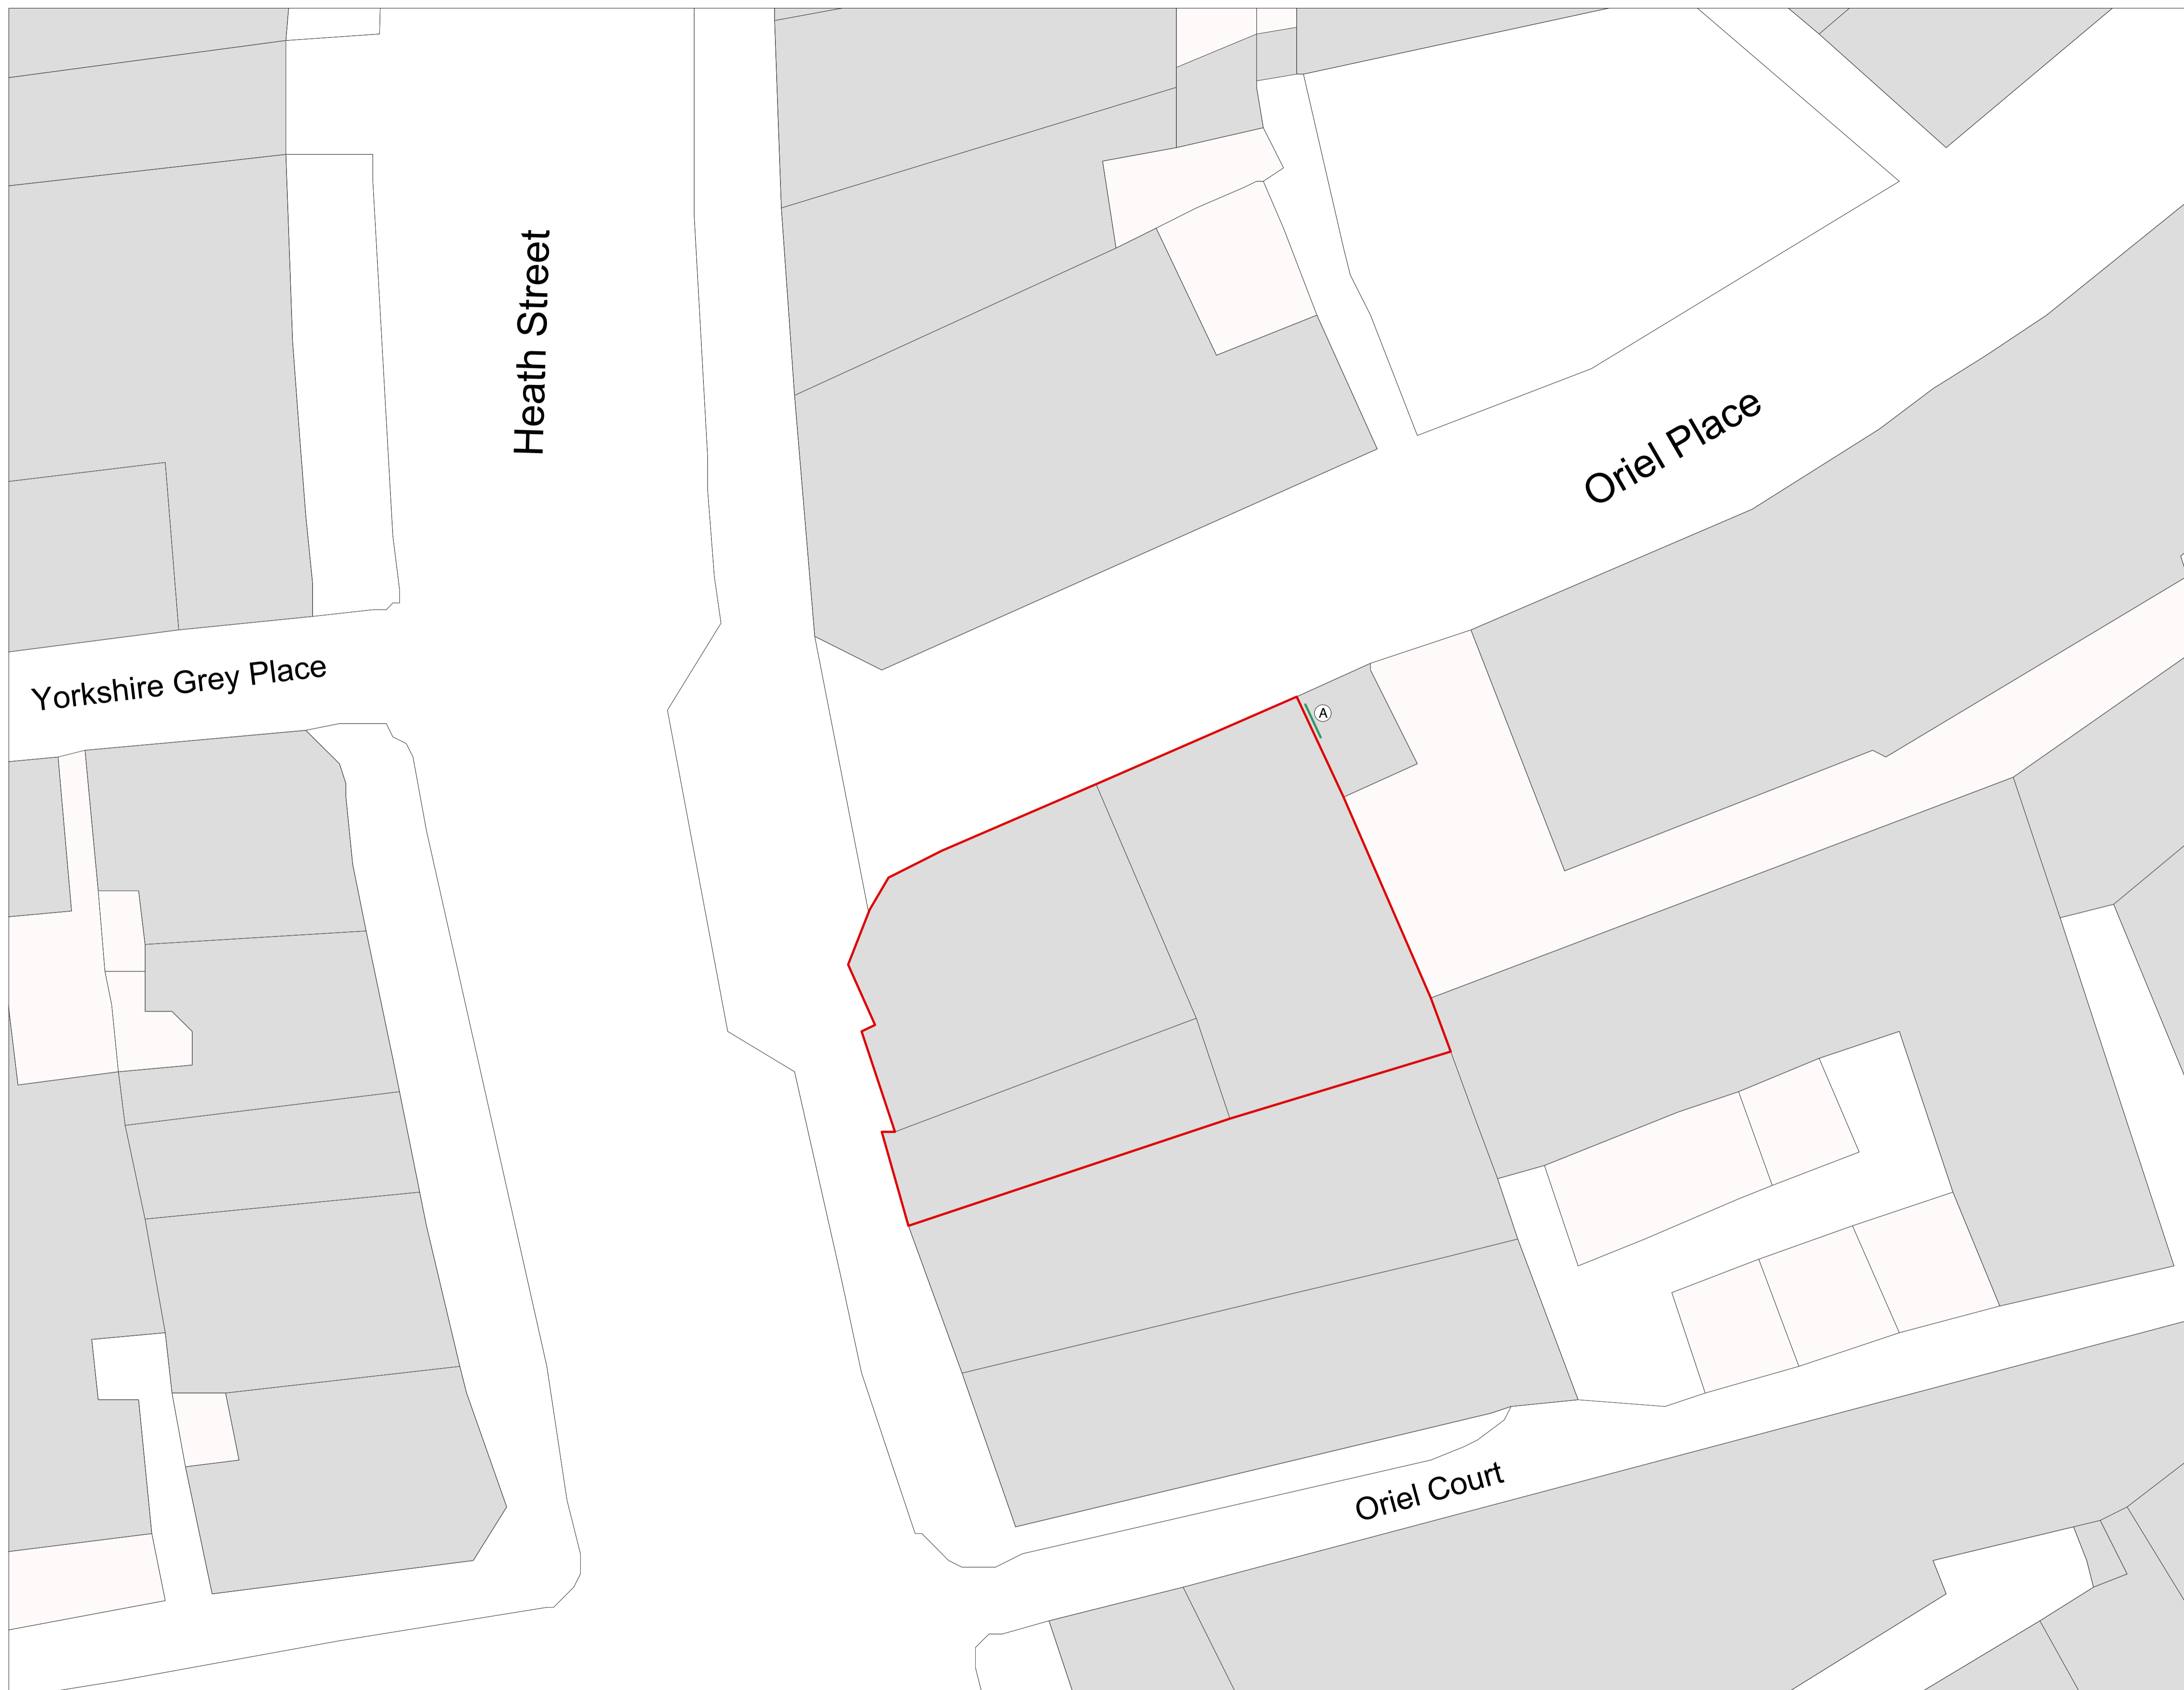 Heath Street
Oriel Place
Yorkshire Grey Place
A
Oriel Court